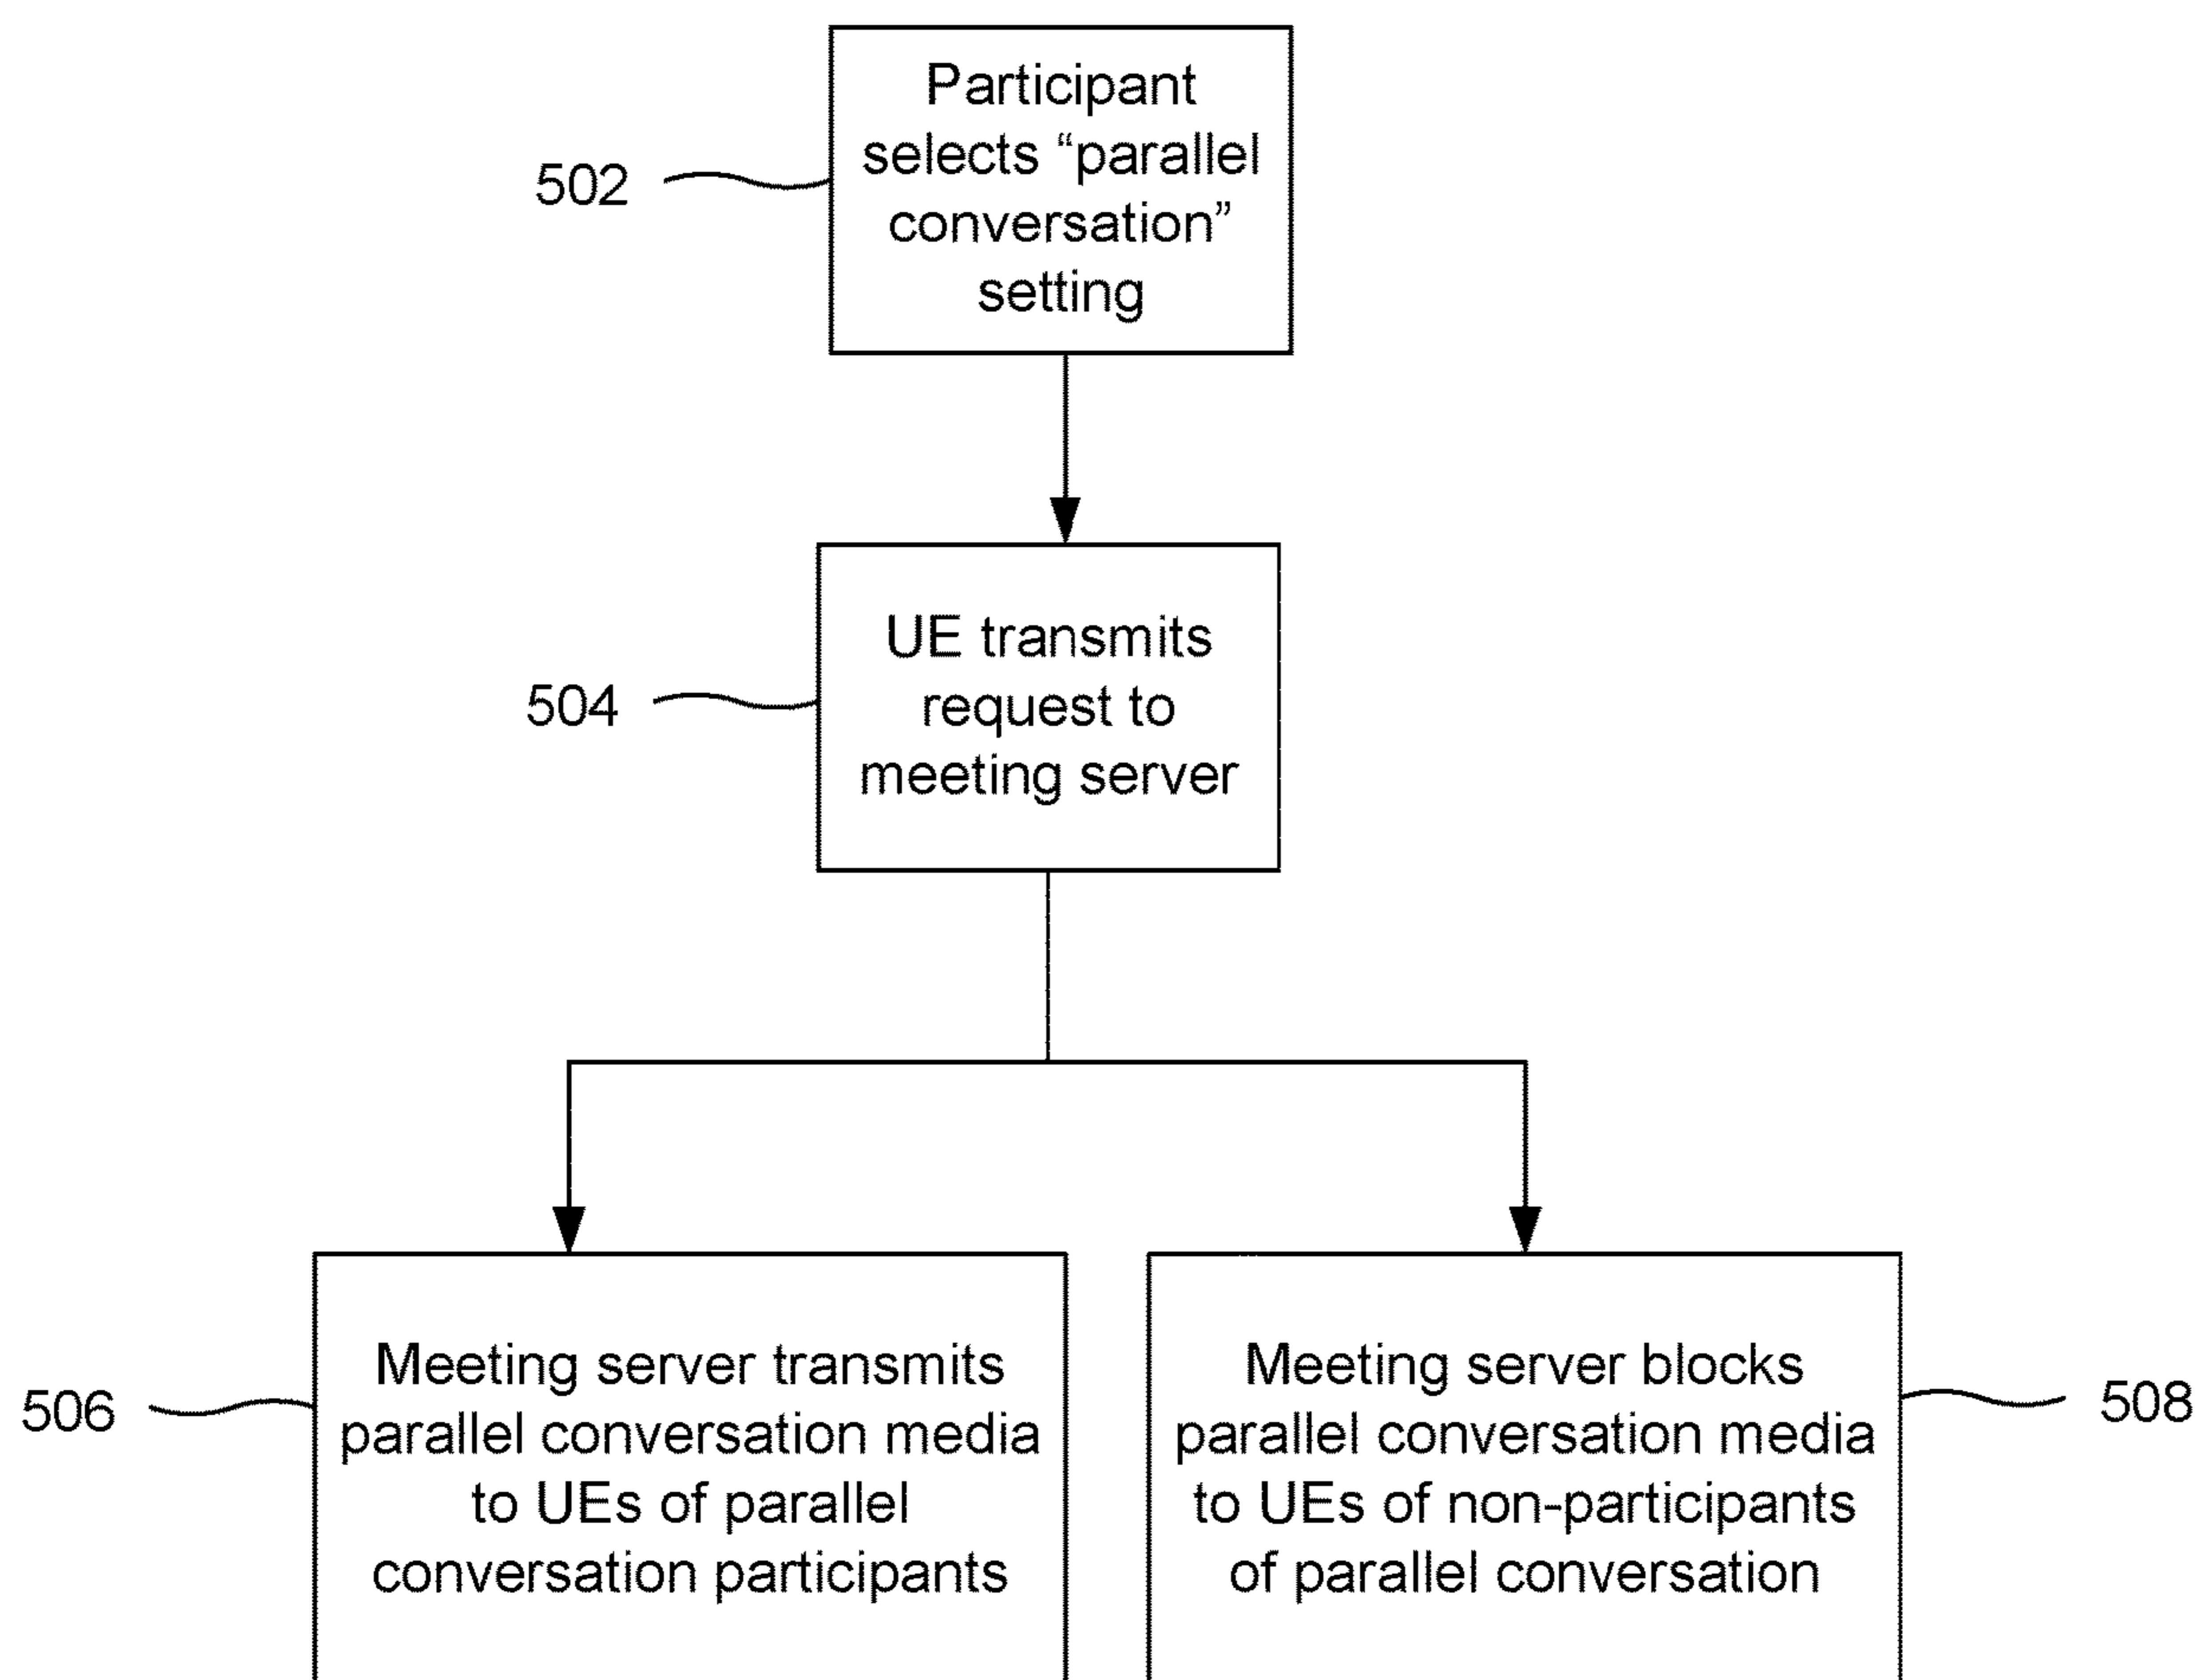 Participant
selects “parallel
conversation”
setting
502
UE transmits
request to
meeting server
504
Meeting server transmits
parallel conversation media
to UEs of parallel
conversation participants
506
Meeting server blocks
parallel conversation media
to UEs of non-participants
of parallel conversation
508